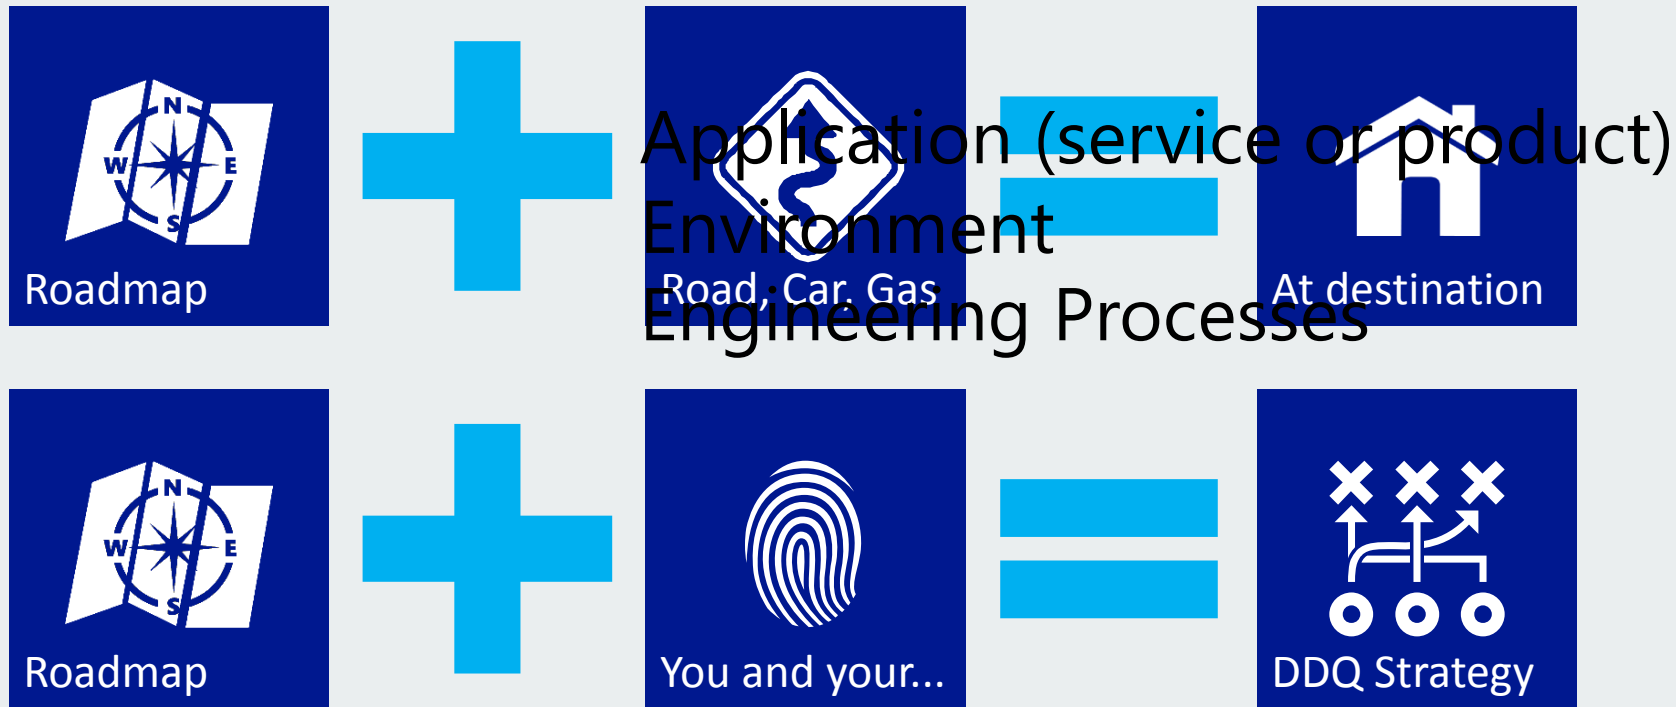 N
W E
S
Roadmap
Road, Car, Gas
At destination
Application (service or product)
Environment
Engineering Processes
N
W E
S
Roadmap
You and your...
DDQ Strategy